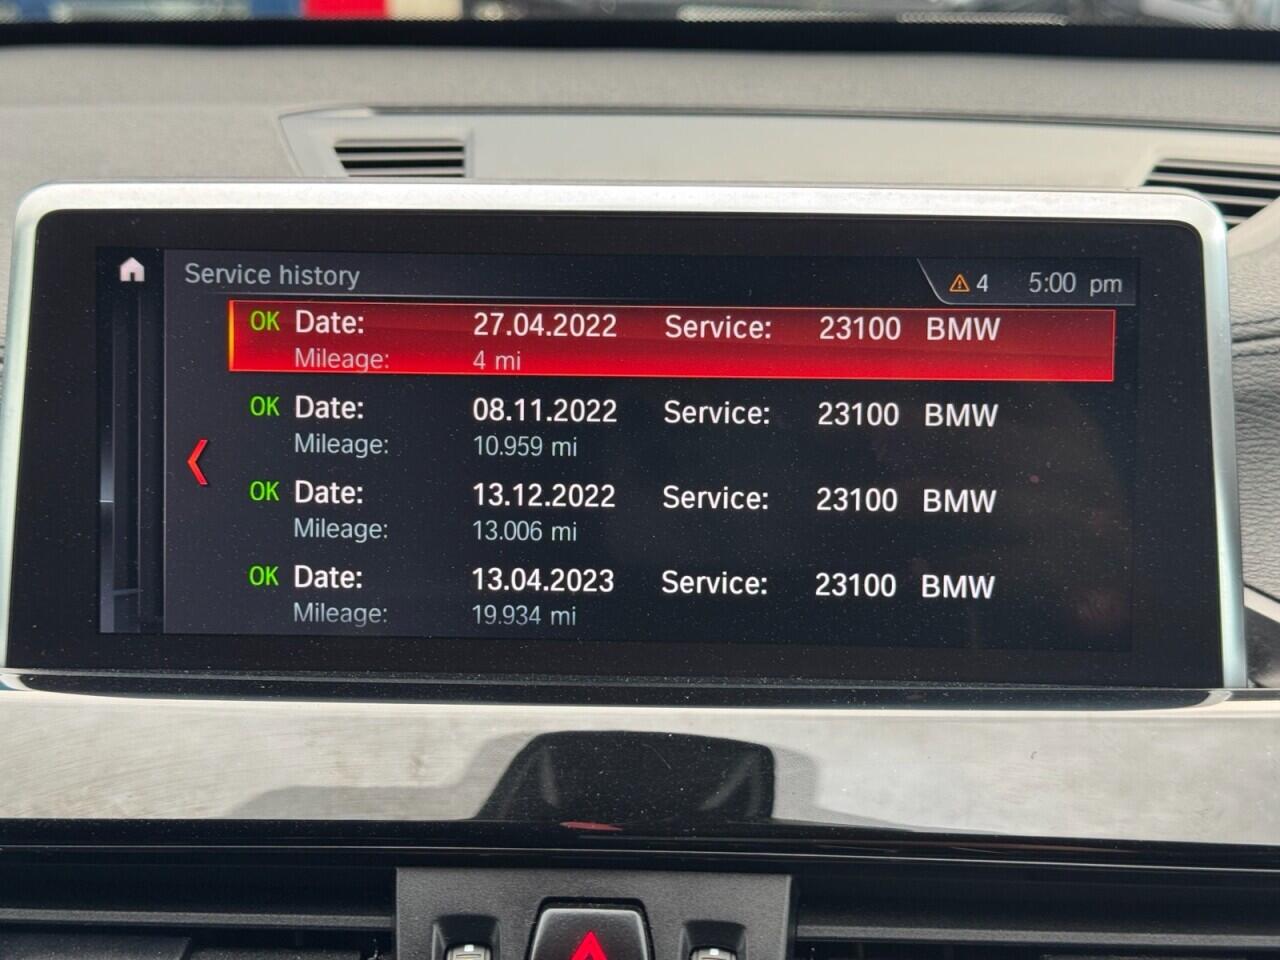 Service history 4 5:00 pm
OK Date: 27.04.2022 Service: 23100 BMW
Mileage: 4 mi
OK Date: 08.11.2022 Service: 23100 BMW
Mileage: 10.959 mi
OK Date: 13.12.2022 Service: 23100 BMW
Mileage: 13.006 mi
OK Date: 13.04.2023 Service: 23100 BMW
Mileage: 19.934 mi